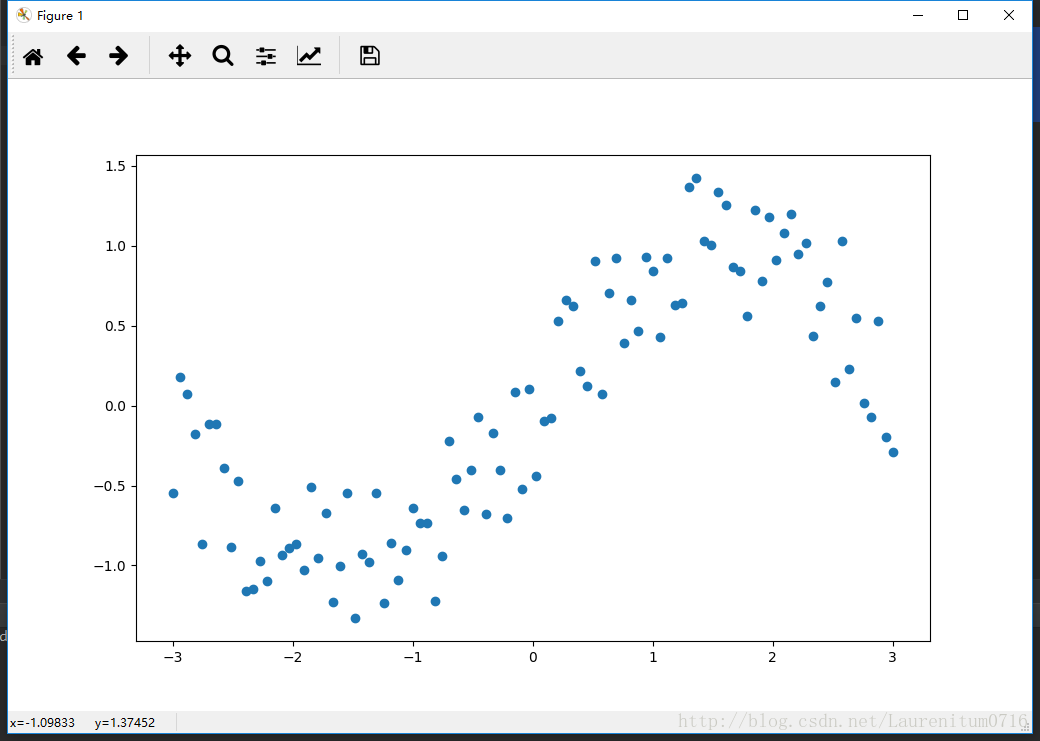 Figure 1
1.5
1.0
0.5
0.0
−0.5
−1.0
−3 −2 −1 0 1 2 3
x=-1.09833 y=1.37452
http://blog.csdn.net/Laurenitum0716
d